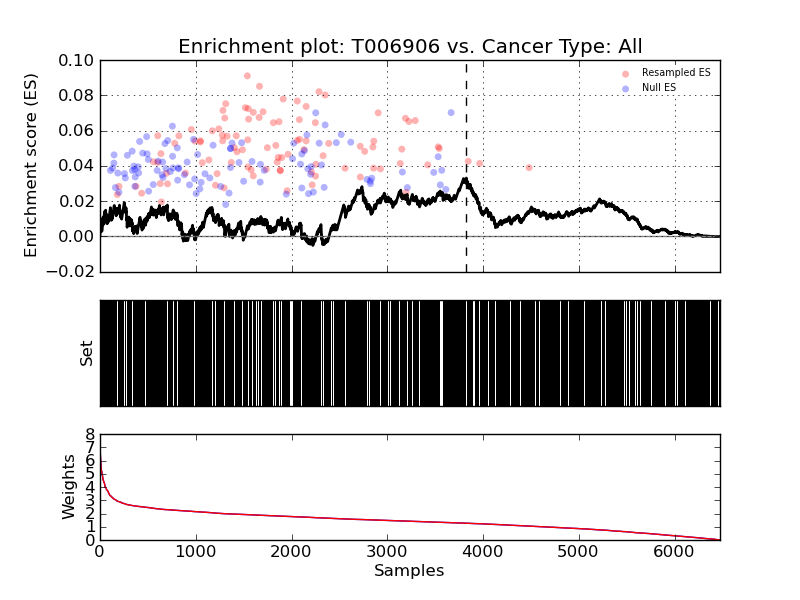 Enrichment plot: T006906 vs. Cancer Type: All
Enrichment score (ES)
0.10
0.08
0.06
0.04
0.02
0.00
−0.02
Resampled ES
Null ES
Set
Weights
8
7
6
5
4
3
2
1
0
0 1000 2000 3000 4000 5000 6000
Samples